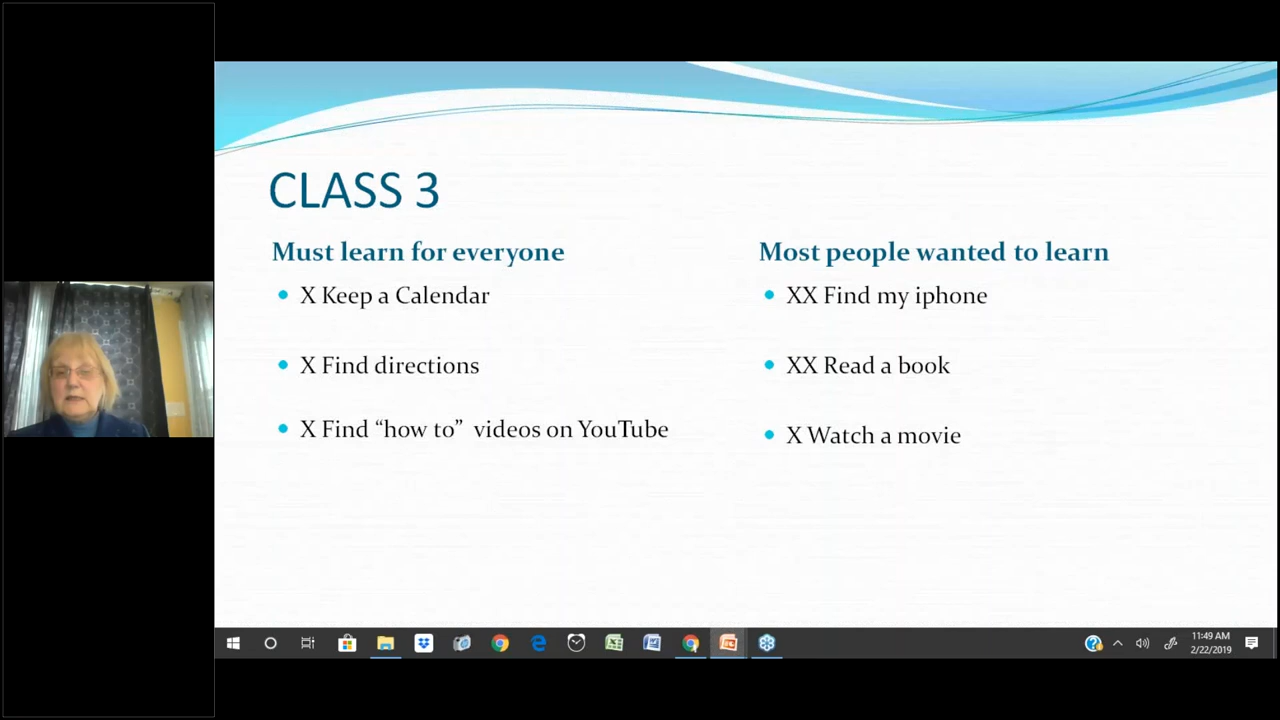 CLASS 3
Must learn for everyone
X Keep a Calendar
X Find directions
X Find “how to”  videos on YouTube
Most people wanted to learn
XX Find my iphone
XX Read a book
X Watch a movie
11:49 AM
2/22/2019